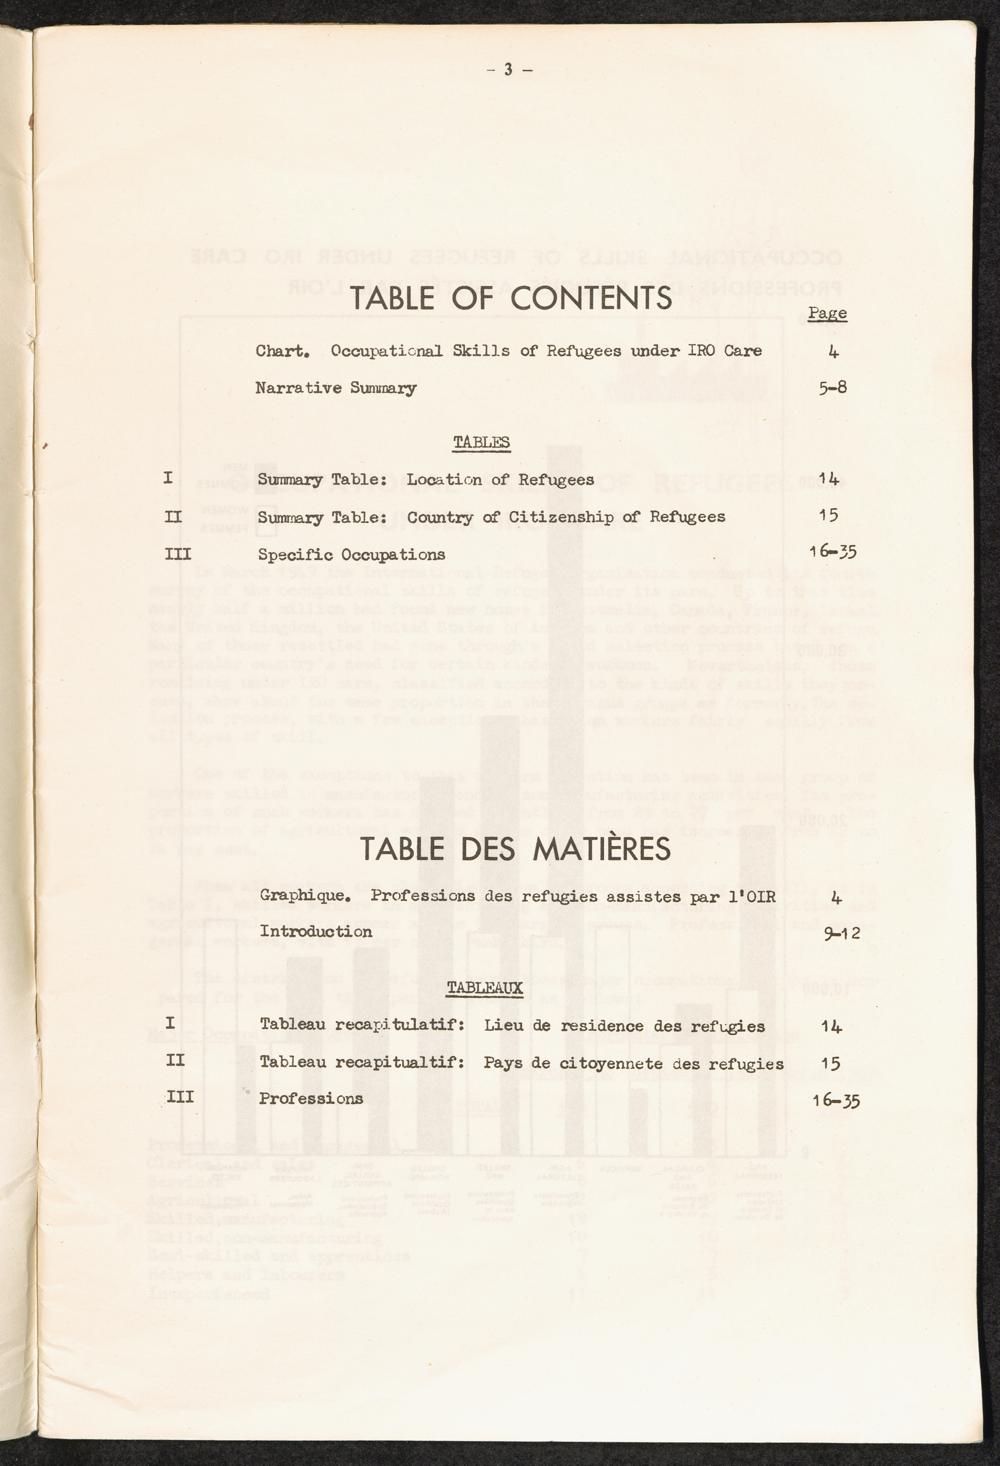 - 3 -
TABLE OF CONTENTS
Page
Chart. Occupational Skills of Refugees under IRO Care 4
Narrative Summary 5-8
TABLES
I Summary Table: Location of Refugees 14
II Summary Table: Country of Citizenship of Refugees 15
III Specific Occupations 16-35
TABLE DES MATIÈRES
Graphique. Professions des refugies assistes par l'OIR 4
Introduction 9-12
TABLEAUX
I Tableau recapitulatif: Lieu de residence des refugies 14
II Tableau recapitualtif: Pays de citoyennete des refugies 15
III Professions 16-35